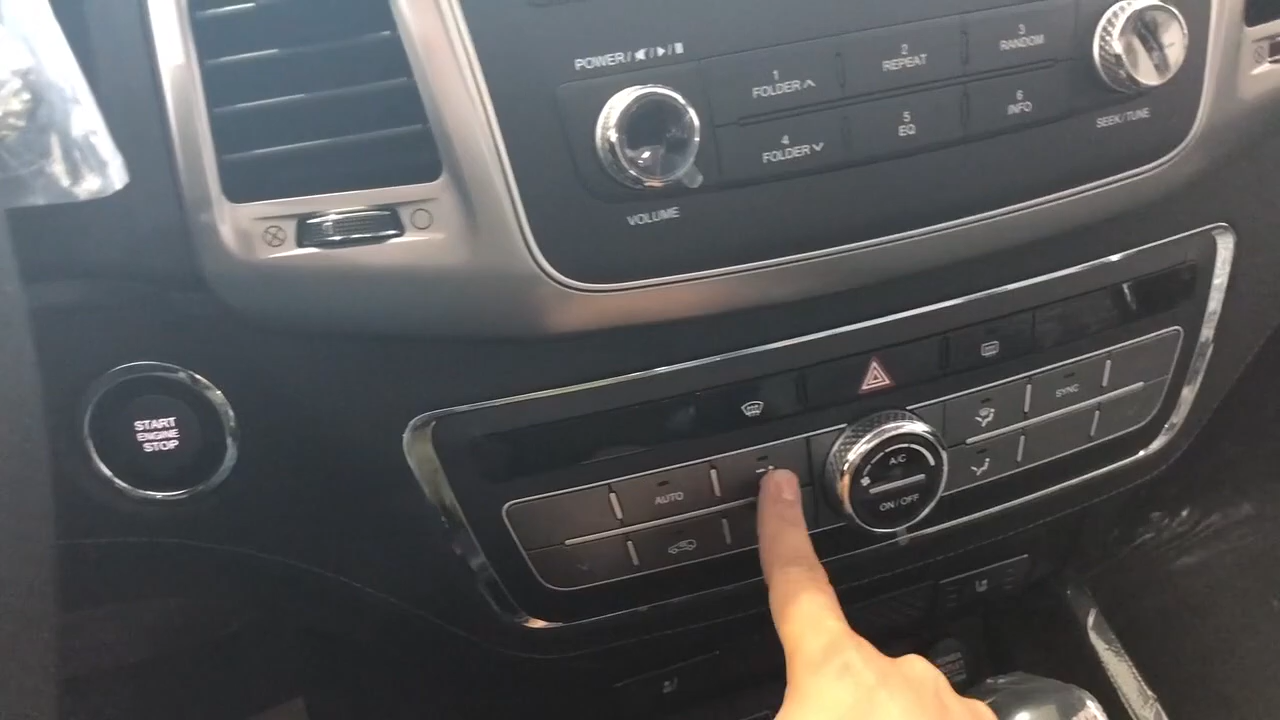 POWER/
1
FOLDER
2
REPEAT
3
RANDOM
4
FOLDER
5
EQ
6
INFO
VOLUME
SEEK/TUNE
START
ENGINE
STOP
AUTO
A/C
ON/OFF
SYNC